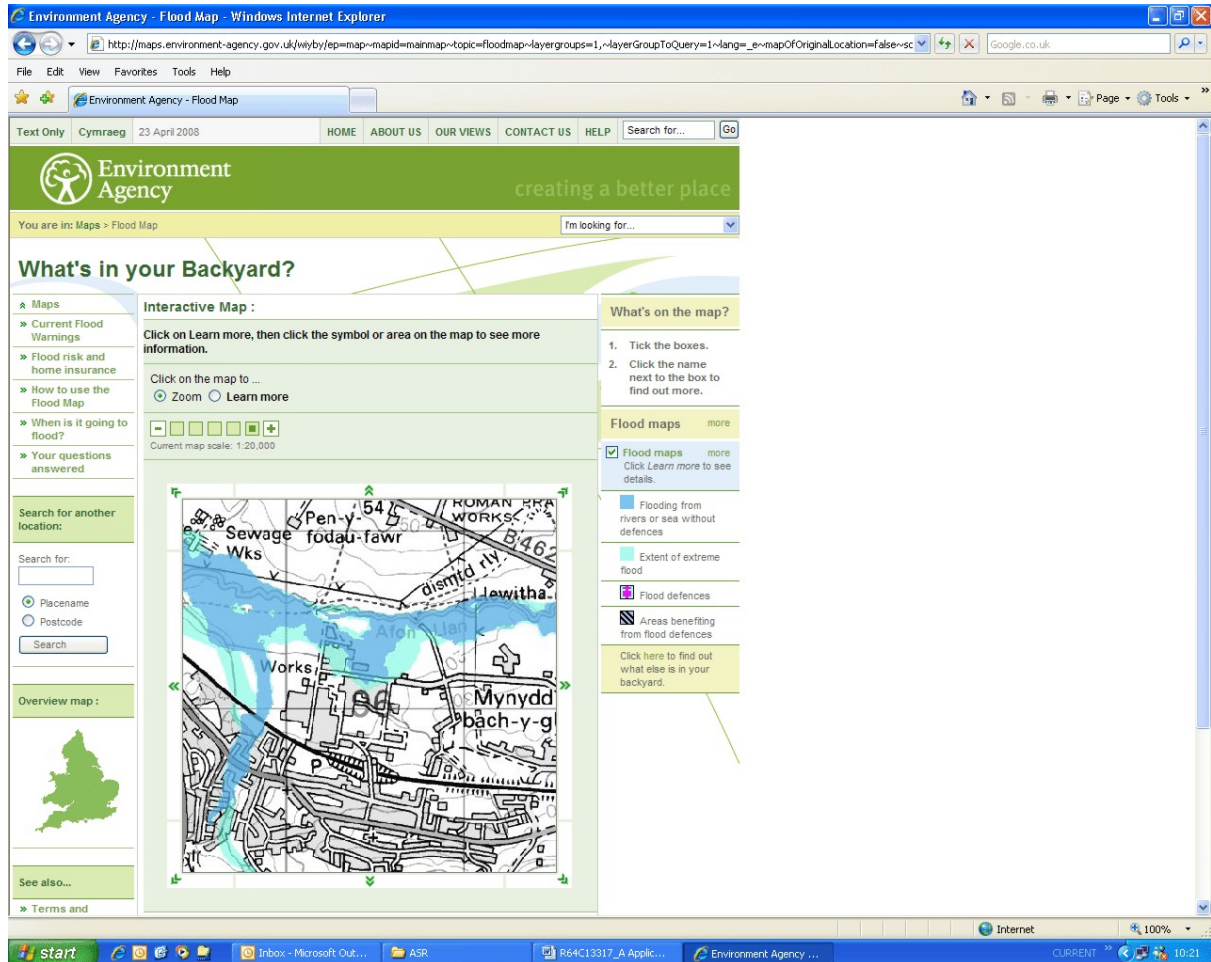 Environment Agency - Flood Map - Windows Internet Explorer
http://maps.environment-agency.gov.uk/wiyby/ep=map~mapid=mainmap~topic=floodmap~layergroups=1,~layerGroupToQuery=1~lang=_e~mapOfOriginalLocation=false~sc
Google.co.uk
File Edit View Favorites Tools Help
Environment Agency - Flood Map
Page Tools
Text Only Cymraeg 23 April 2008 HOME ABOUT US OUR VIEWS CONTACT US HELP Search for... Go
Environment
Agency
creating a better place
You are in: Maps > Flood Map
I'm looking for...
What's in your Backyard?
Maps
» Current Flood
Warnings
» Flood risk and
home insurance
» How to use the
Flood Map
» When is it going to
flood?
» Your questions
answered
Search for another
location:
Search for:
Placename
Postcode
Search
Overview map :
See also...
» Terms and
Interactive Map :
Click on Learn more, then click the symbol or area on the map to see more
information.
Click on the map to ...
Zoom Learn more
Current map scale: 1:20,000
54
50
ROMAN PRA
WORKS
Pen-y-
fodau-fawr
Sewage
Wks
B4462
dismtd rly
Llewitha
Afon Llan
Works
Mynydd
bach-y-gl
P
What's on the map?
1. Tick the boxes.
2. Click the name
next to the box to
find out more.
Flood maps more
Flood maps more
Click Learn more to see
details.
Flooding from
rivers or sea without
defences
Extent of extreme
flood
Flood defences
Areas benefiting
from flood defences
Click here to find out
what else is in your
backyard.
Internet 100%
start
Inbox - Microsoft Out...
ASR
R64C13317_A Applic...
Environment Agency ...
CURRENT
10:21